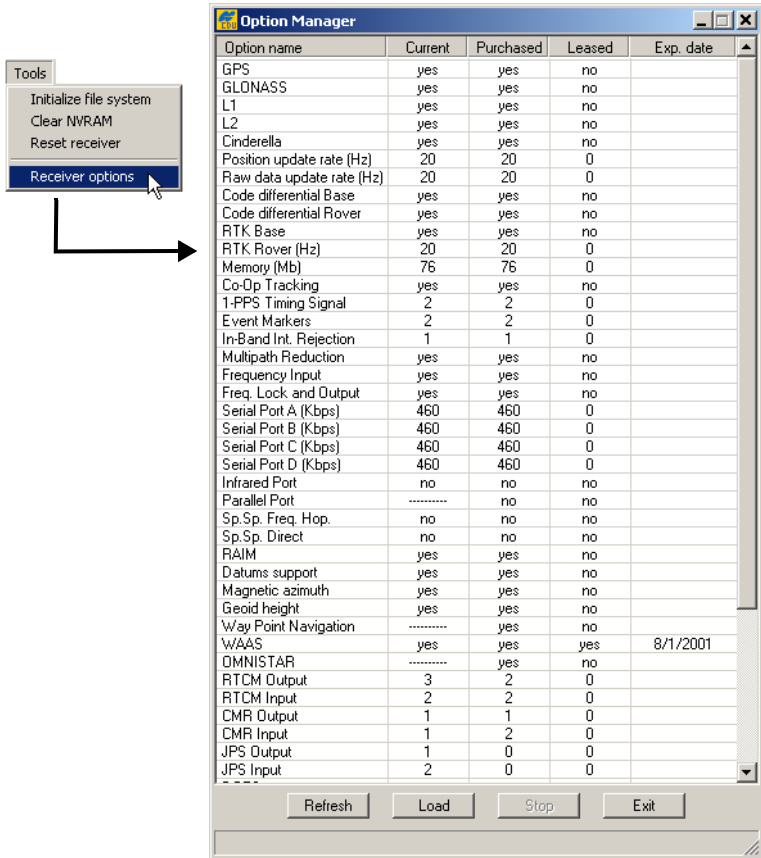 Tools
Initialize file system
Clear NVRAM
Reset receiver
Receiver options
CDU Option Manager
Option name Current Purchased Leased Exp. date
GPS yes yes no
GLONASS yes yes no
L1 yes yes no
L2 yes yes no
Cinderella yes yes no
Position update rate (Hz) 20 20 0
Raw data update rate (Hz) 20 20 0
Code differential Base yes yes no
Code differential Rover yes yes no
RTK Base yes yes no
RTK Rover (Hz) 20 20 0
Memory (Mb) 76 76 0
Co-Op Tracking yes yes no
1-PPS Timing Signal 2 2 0
Event Markers 2 2 0
In-Band Int. Rejection 1 1 0
Multipath Reduction yes yes no
Frequency Input yes yes no
Freq. Lock and Output yes yes no
Serial Port A (Kbps) 460 460 0
Serial Port B (Kbps) 460 460 0
Serial Port C (Kbps) 460 460 0
Serial Port D (Kbps) 460 460 0
Infrared Port no no no
Parallel Port ---------- no no
Sp.Sp. Freq. Hop. no no no
Sp.Sp. Direct no no no
RAIM yes yes no
Datums support yes yes no
Magnetic azimuth yes yes no
Geoid height yes yes no
Way Point Navigation ---------- yes no
WAAS yes yes yes 8/1/2001
OMNISTAR ---------- yes no
RTCM Output 3 2 0
RTCM Input 2 2 0
CMR Output 1 1 0
CMR Input 1 2 0
JPS Output 1 0 0
JPS Input 2 0 0
Refresh Load Stop Exit